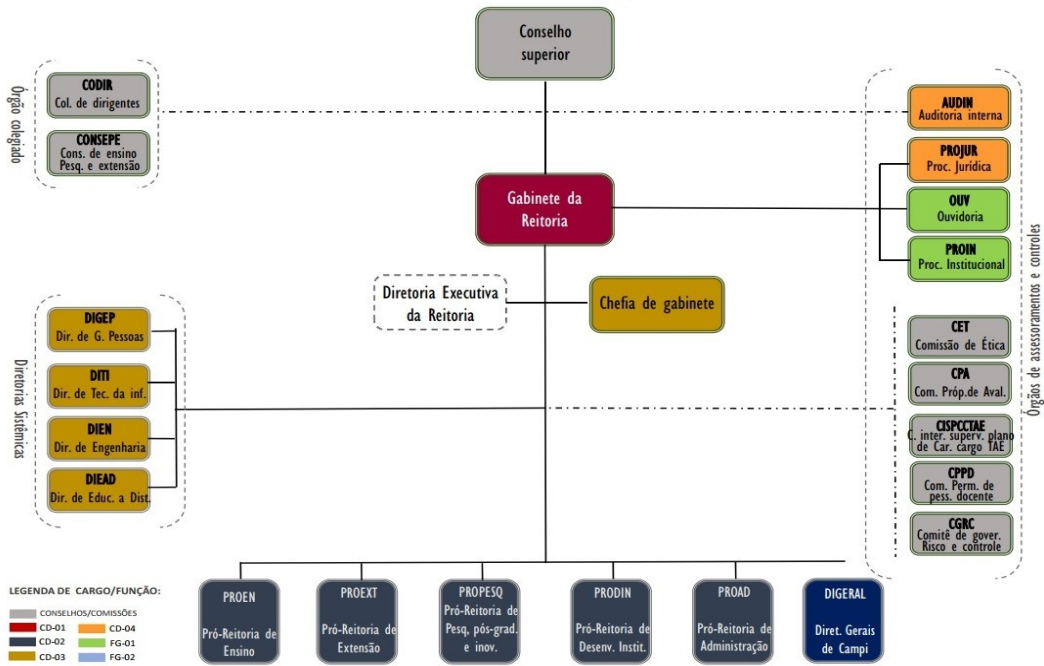 Conselho
superior
Órgão colegiado
CODIR
Col. de dirigentes
CONSEPE
Cons. de ensino
Pesq. e extensão
AUDIN
Auditoria interna
PROJUR
Proc. Jurídica
OUV
Ouvidoria
PROIN
Proc. Institucional
Gabinete da
Reitoria
Diretoria Executiva
da Reitoria
Chefia de gabinete
Órgãos de assessoramentos e controles
CET
Comissão de Ética
CPA
Com. Próp.de Aval.
CISPCCTAE
C. inter. superv. plano
de Car. cargo TAE
CPPD
Com. Perm. de
pess. docente
CGRC
Comitê de gover.
Risco e controle
Diretorias Sistêmicas
DIGEP
Dir. de G. Pessoas
DITI
Dir. de Tec. da inf.
DIEN
Dir. de Engenharia
DIEAD
Dir. de Educ. a Dist.
PROEN
Pró-Reitoria de
Ensino
PROEXT
Pró-Reitoria de
Extensão
PROPESQ
Pró-Reitoria de
Pesq, pós-grad.
e inov.
PRODIN
Pró-Reitoria de
Desenv. Instit.
PROAD
Pró-Reitoria de
Administração
DIGERAL
Diret. Gerais
de Campi
LEGENDA DE CARGO/FUNÇÃO:
CONSELHOS/COMISSÕES
CD-01
CD-02
CD-03
CD-04
FG-01
FG-02